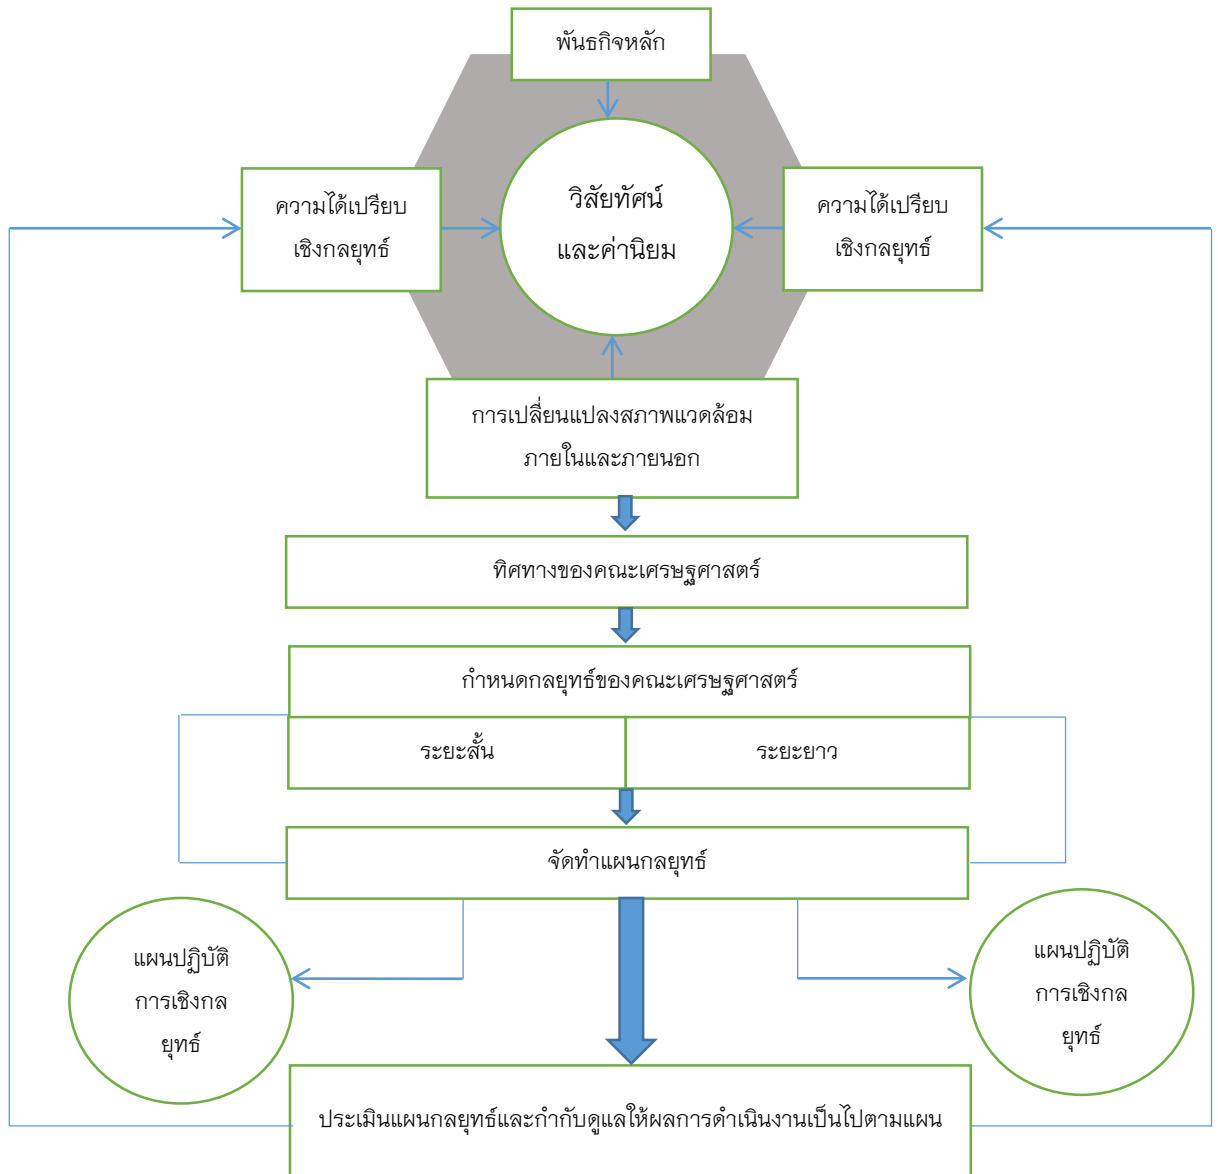 พันธกิจหลัก
ความได้เปรียบ
เชิงกลยุทธ์
วิสัยทัศน์
และค่านิยม
ความได้เปรียบ
เชิงกลยุทธ์
การเปลี่ยนแปลงสภาพแวดล้อม
ภายในและภายนอก
ทิศทางของคณะเศรษฐศาสตร์
กำหนดกลยุทธ์ของคณะเศรษฐศาสตร์
ระยะสั้น
ระยะยาว
จัดทำแผนกลยุทธ์
แผนปฏิบัติ
การเชิงกล
ยุทธ์
แผนปฏิบัติ
การเชิงกล
ยุทธ์
ประเมินแผนกลยุทธ์และกำกับดูแลให้ผลการดำเนินงานเป็นไปตามแผน